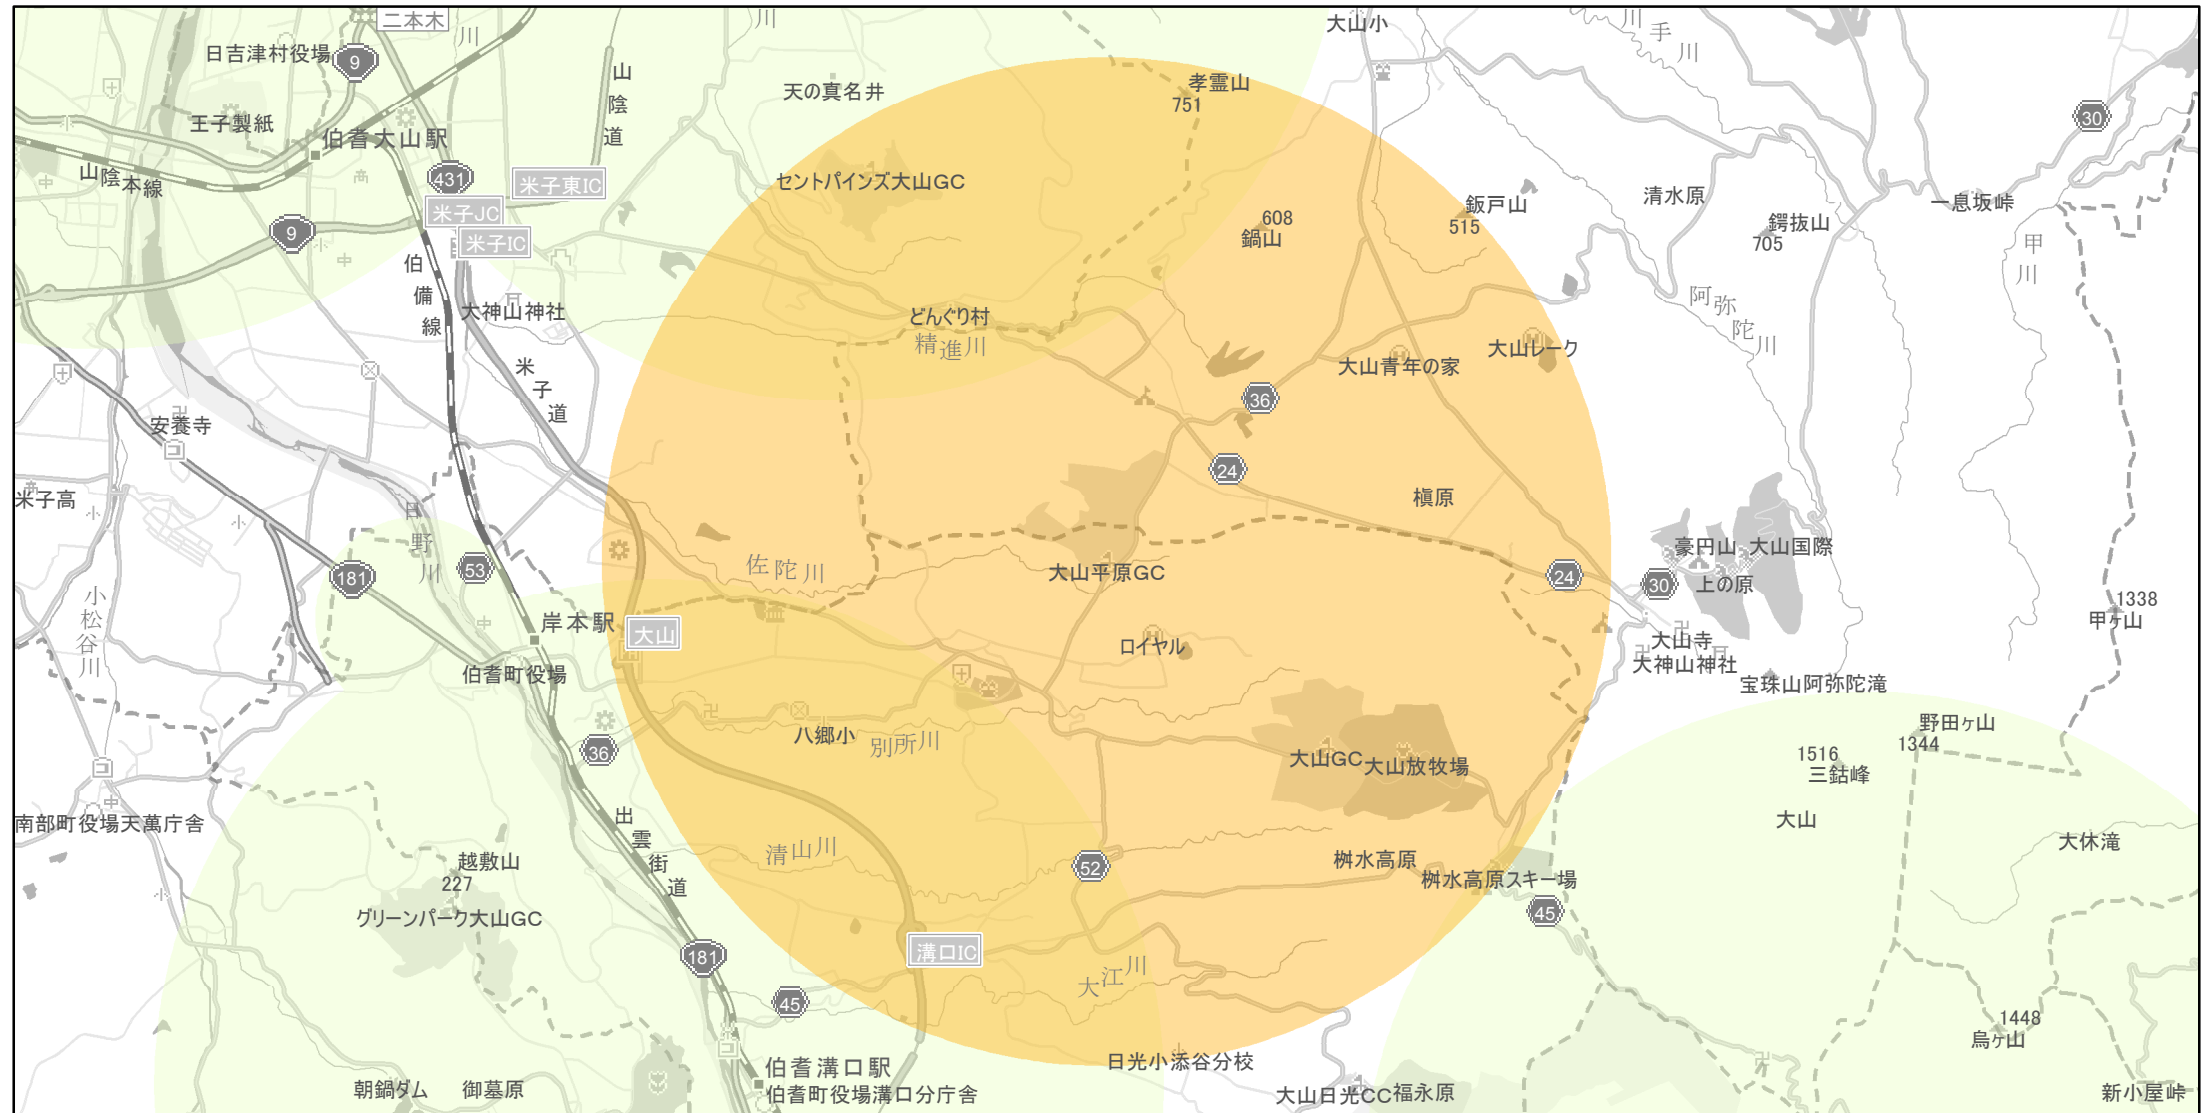 二本木
川
日吉津村役場
9
山陰道
天の真名井
孝霊山
751
大山小
川
手
川
30
王子製紙
伯耆大山駅
山陰本線
431
米子東IC
米子JC
米子IC
9
セントパインズ大山GC
608
鍋山
鈑戸山
515
清水原
鍔抜山
705
一息坂峠
甲川
伯備線
大神山神社
どんぐり村
精進川
阿弥陀川
大山レーク
大山青年の家
36
米子道
安養寺
米子高
24
槇原
日野川
53
181
佐陀川
大山平原GC
24
30
豪円山
大山国際
上の原
1338
甲ヶ山
小松谷川
岸本駅
大山
伯耆町役場
ロイヤル
大山寺
大神山神社
宝珠山阿弥陀滝
野田ヶ山
1344
1516
三鈷峰
36
八郷小
別所川
大山GC
大山放牧場
南部町役場天萬庁舎
出雲街道
清山川
大山
大休滝
越敷山
227
グリーンパーク大山GC
52
桝水高原
桝水高原スキー場
45
181
溝口IC
大江川
45
1448
烏ヶ山
伯耆溝口駅
伯耆町役場溝口分庁舎
日光小添谷分校
朝鍋ダム
御墓原
大山日光CC
福永原
新小屋峠